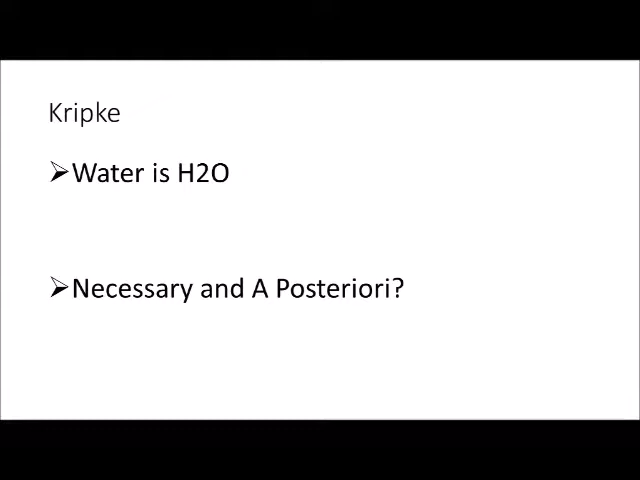 Kripke
➢Water is H2O
➢Necessary and A Posteriori?